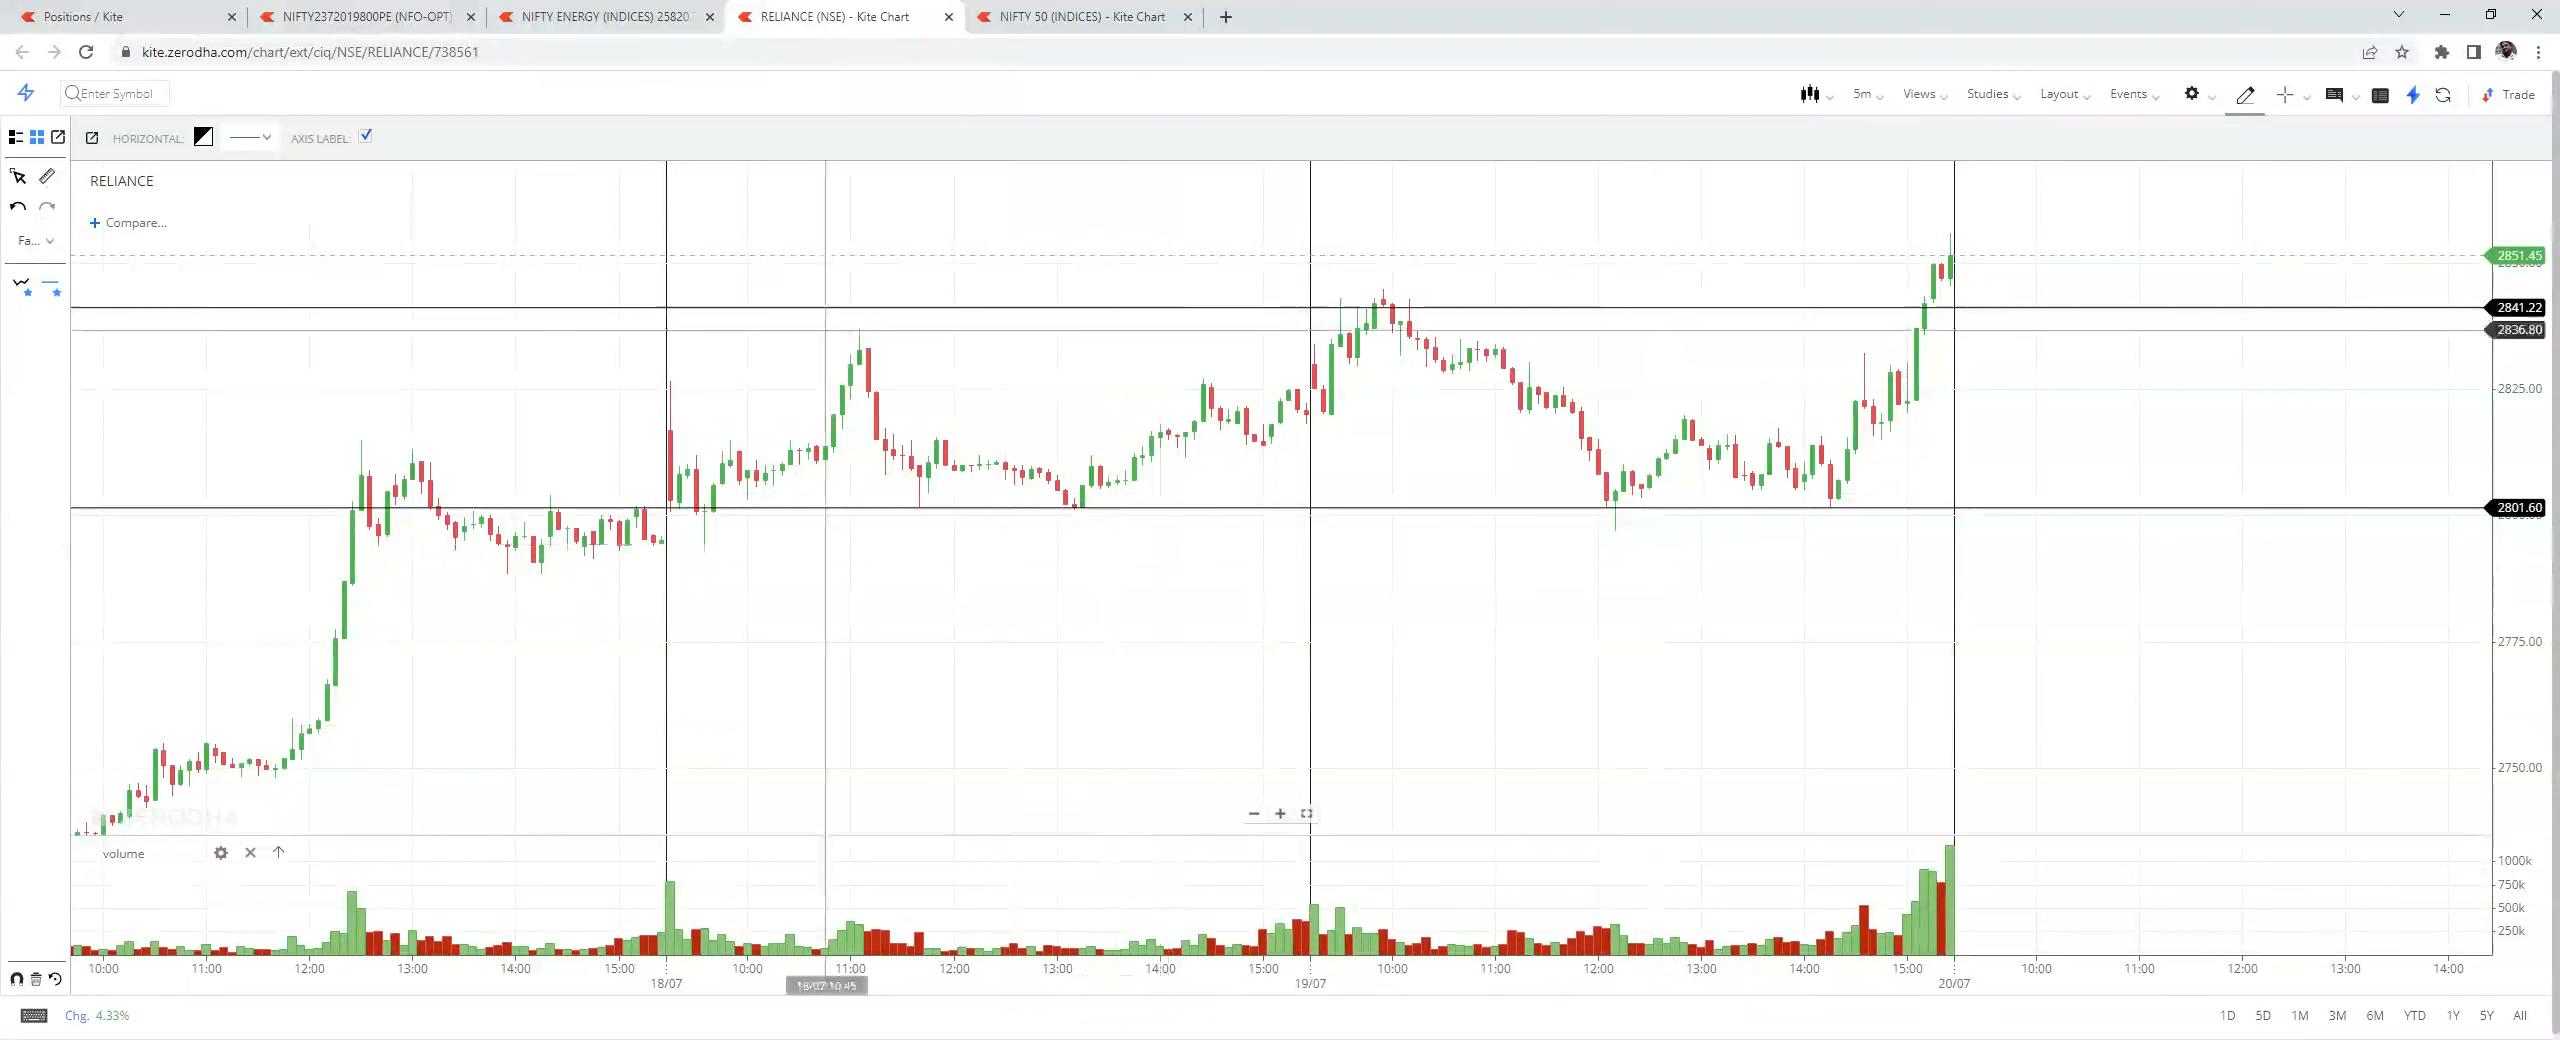 Positions / Kite
NIFTY2372019800PE (NFO-OPT)
NIFTY ENERGY (INDICES) 25820
RELIANCE (NSE) - Kite Chart
NIFTY 50 (INDICES) - Kite Chart
kite.zerodha.com/chart/ext/ciq/NSE/RELIANCE/738561
Enter Symbol
5m
Views
Studies
Layout
Events
Trade
HORIZONTAL:
AXIS LABEL:
RELIANCE
Compare...
Fa...
2851.45
2841.22
2836.80
2825.00
2801.60
2775.00
2750.00
ZERODHA
volume
1000k
750k
500k
250k
10:00 11:00 12:00 13:00 14:00 15:00 10:00 11:00 12:00 13:00 14:00 15:00 10:00 11:00 12:00 13:00 14:00 15:00 10:00 11:00 12:00 13:00 14:00
18/07 18/07 10:45 19/07 20/07
Chg. 4.33%
1D 5D 1M 3M 6M YTD 1Y 5Y All